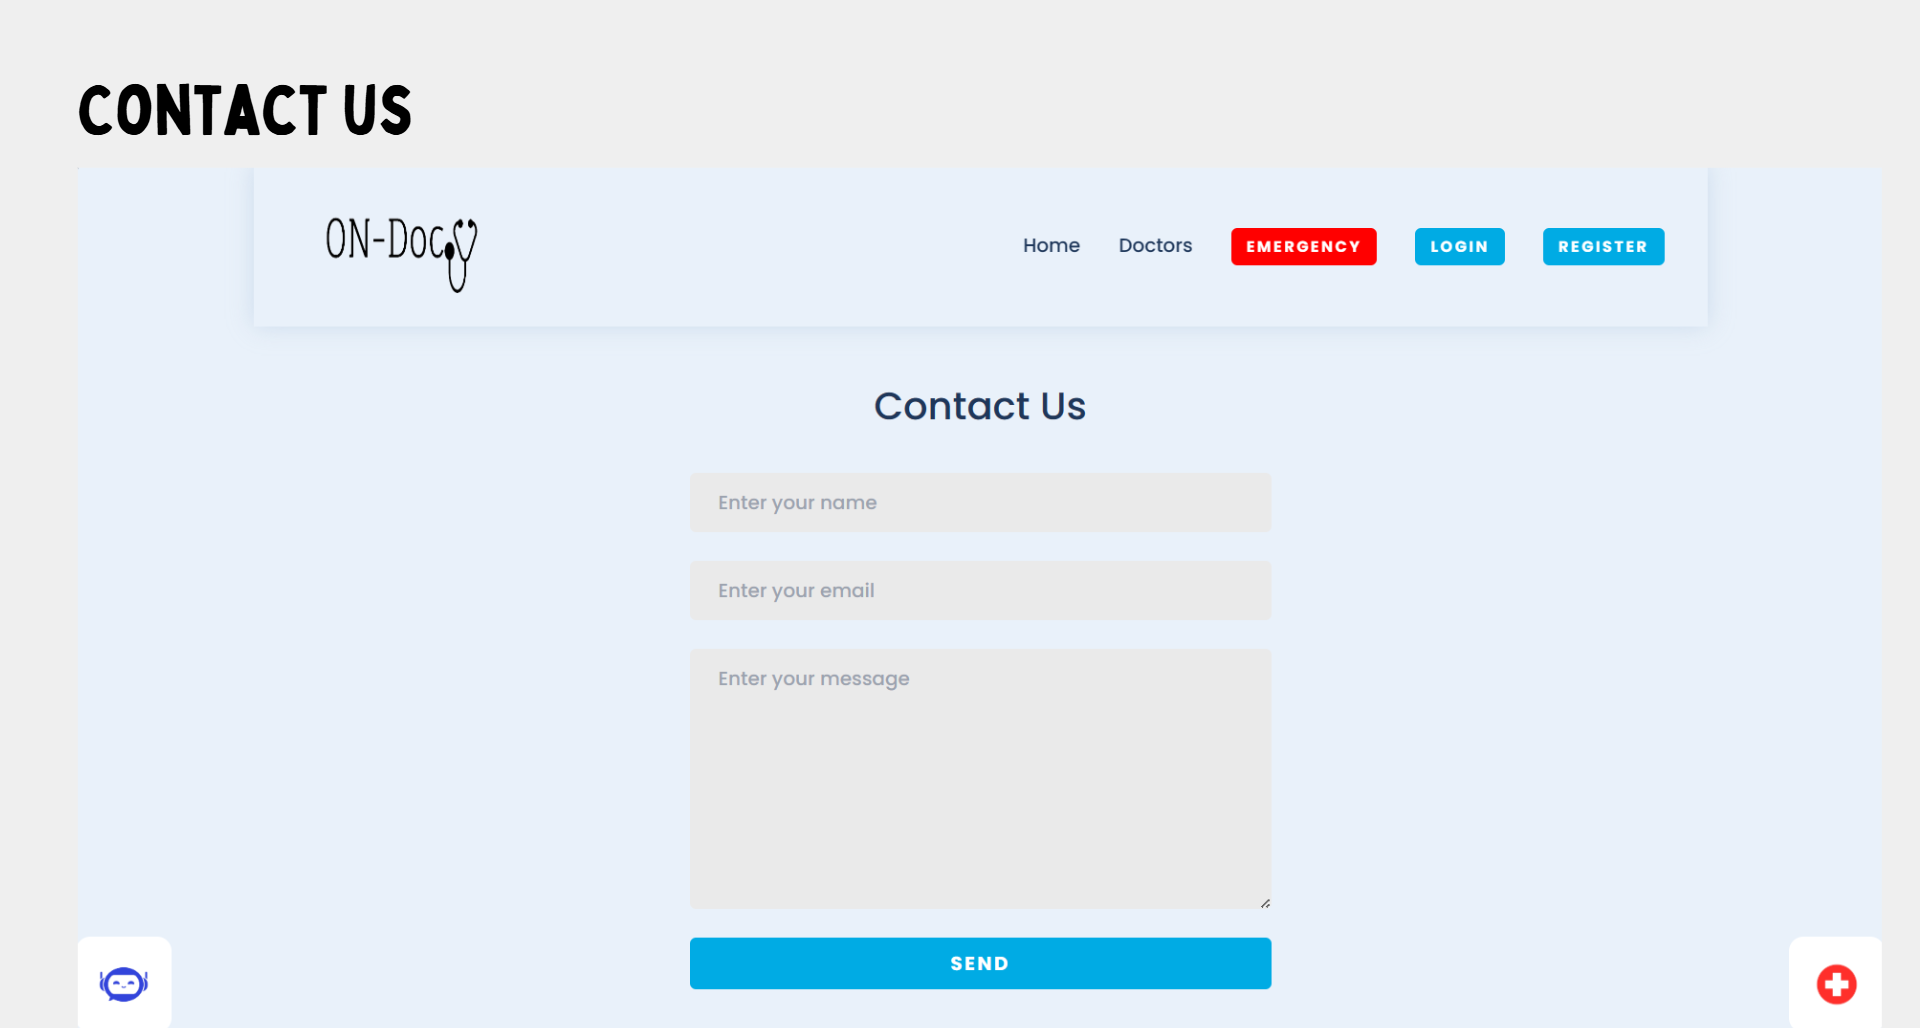 CONTACT US
ON-Doc
Home Doctors EMERGENCY LOGIN REGISTER
Contact Us
Enter your name
Enter your email
Enter your message
SEND